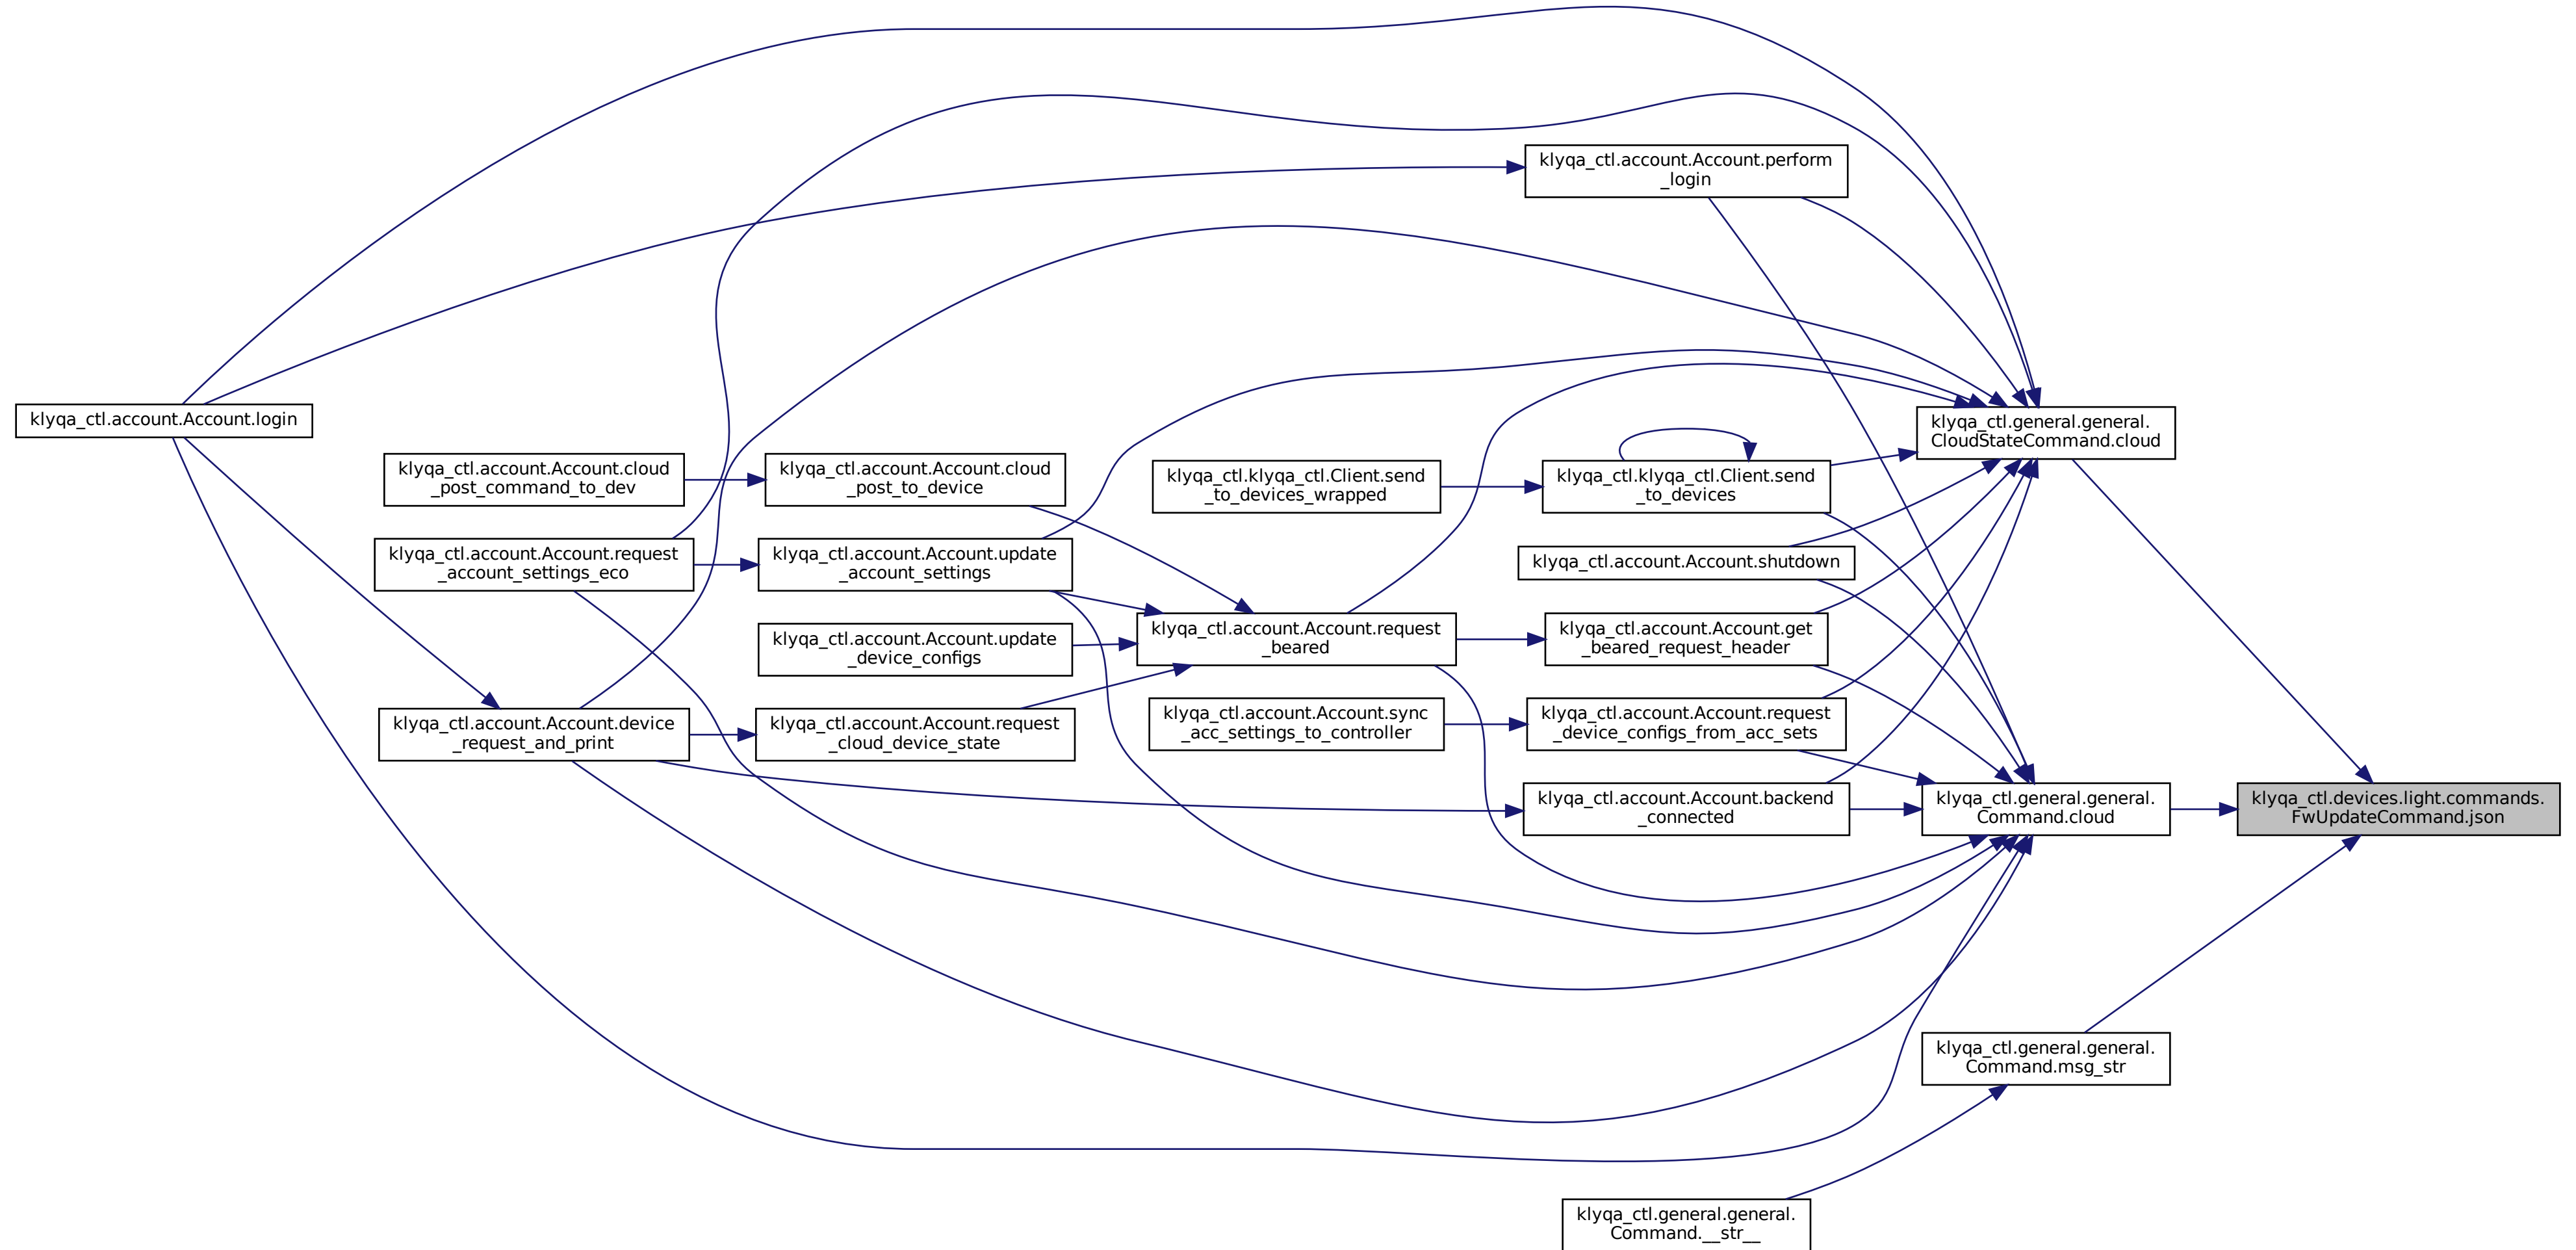 klyqa_ctl.account.Account.perform
_login
klyqa_ctl.account.Account.login
klyqa_ctl.general.general.
CloudStateCommand.cloud
klyqa_ctl.account.Account.cloud
_post_command_to_dev
klyqa_ctl.account.Account.cloud
_post_to_device
klyqa_ctl.klyqa_ctl.Client.send
_to_devices_wrapped
klyqa_ctl.klyqa_ctl.Client.send
_to_devices
klyqa_ctl.account.Account.request
_account_settings_eco
klyqa_ctl.account.Account.update
_account_settings
klyqa_ctl.account.Account.shutdown
klyqa_ctl.account.Account.update
_device_configs
klyqa_ctl.account.Account.request
_beared
klyqa_ctl.account.Account.get
_beared_request_header
klyqa_ctl.account.Account.device
_request_and_print
klyqa_ctl.account.Account.request
_cloud_device_state
klyqa_ctl.account.Account.sync
_acc_settings_to_controller
klyqa_ctl.account.Account.request
_device_configs_from_acc_sets
klyqa_ctl.account.Account.backend
_connected
klyqa_ctl.general.general.
Command.cloud
klyqa_ctl.devices.light.commands.
FwUpdateCommand.json
klyqa_ctl.general.general.
Command.msg_str
klyqa_ctl.general.general.
Command.__str__